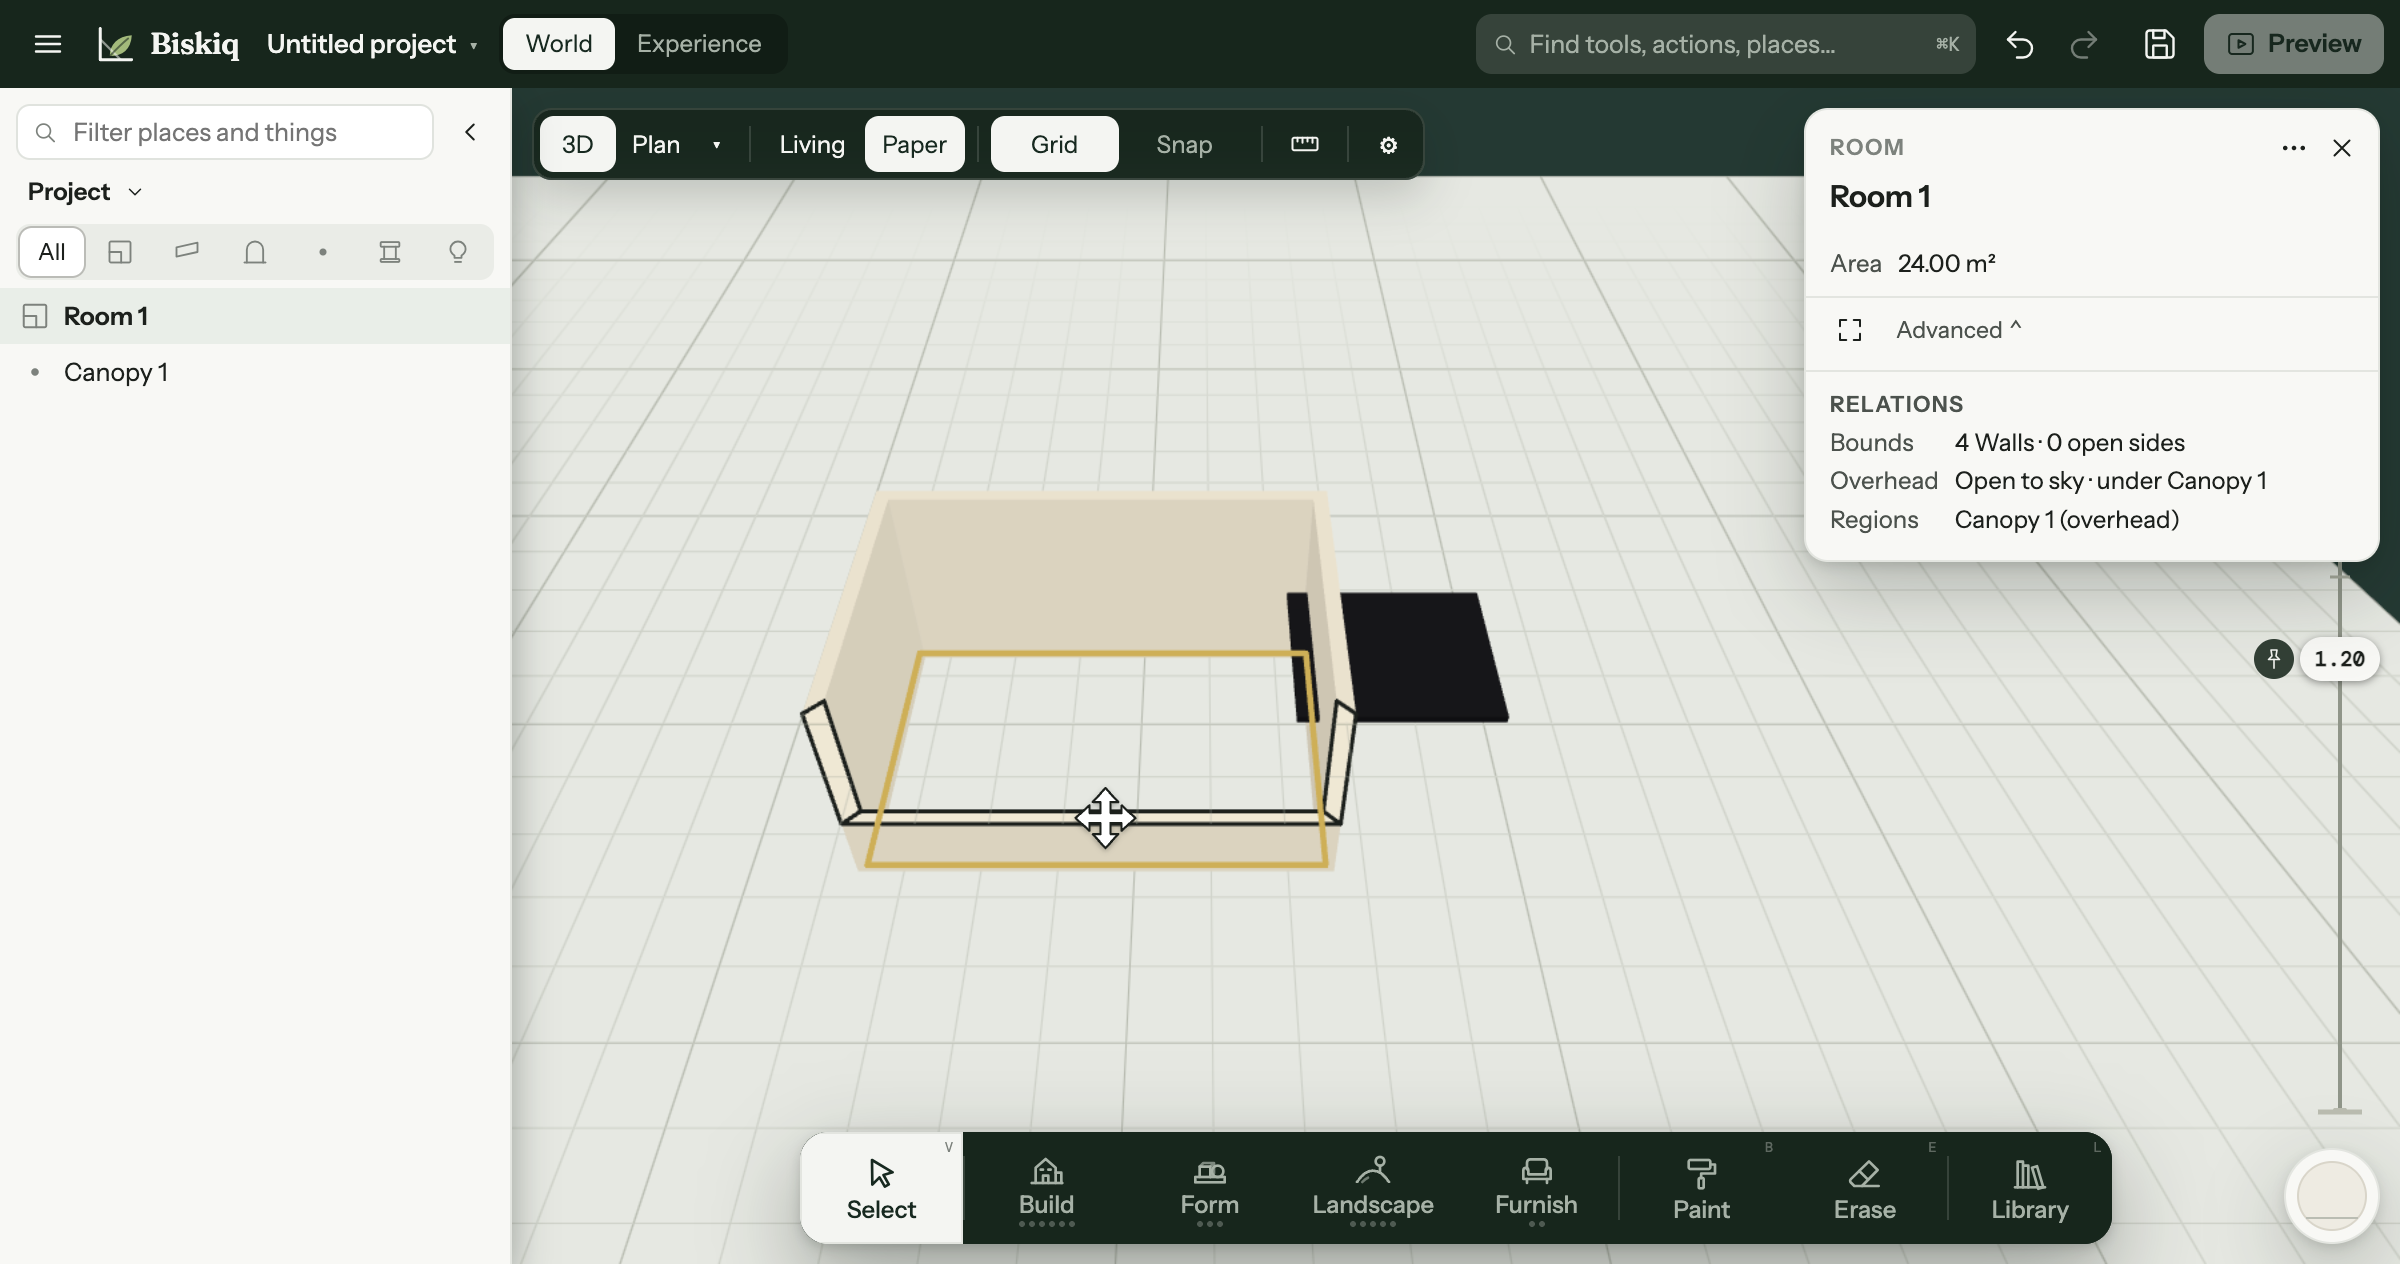 Biskiq
Untitled project
World
Experience
Find tools, actions, places...
⌘K
Preview
Filter places and things
Project
All
Room 1
Canopy 1
3D
Plan
Living
Paper
Grid
Snap
ROOM
Room 1
Area 24.00 m²
Advanced ^
RELATIONS
Bounds 4 Walls · 0 open sides
Overhead Open to sky · under Canopy 1
Regions Canopy 1 (overhead)
1.20
Select V
Build
Form
Landscape
Furnish
Paint B
Erase E
Library L